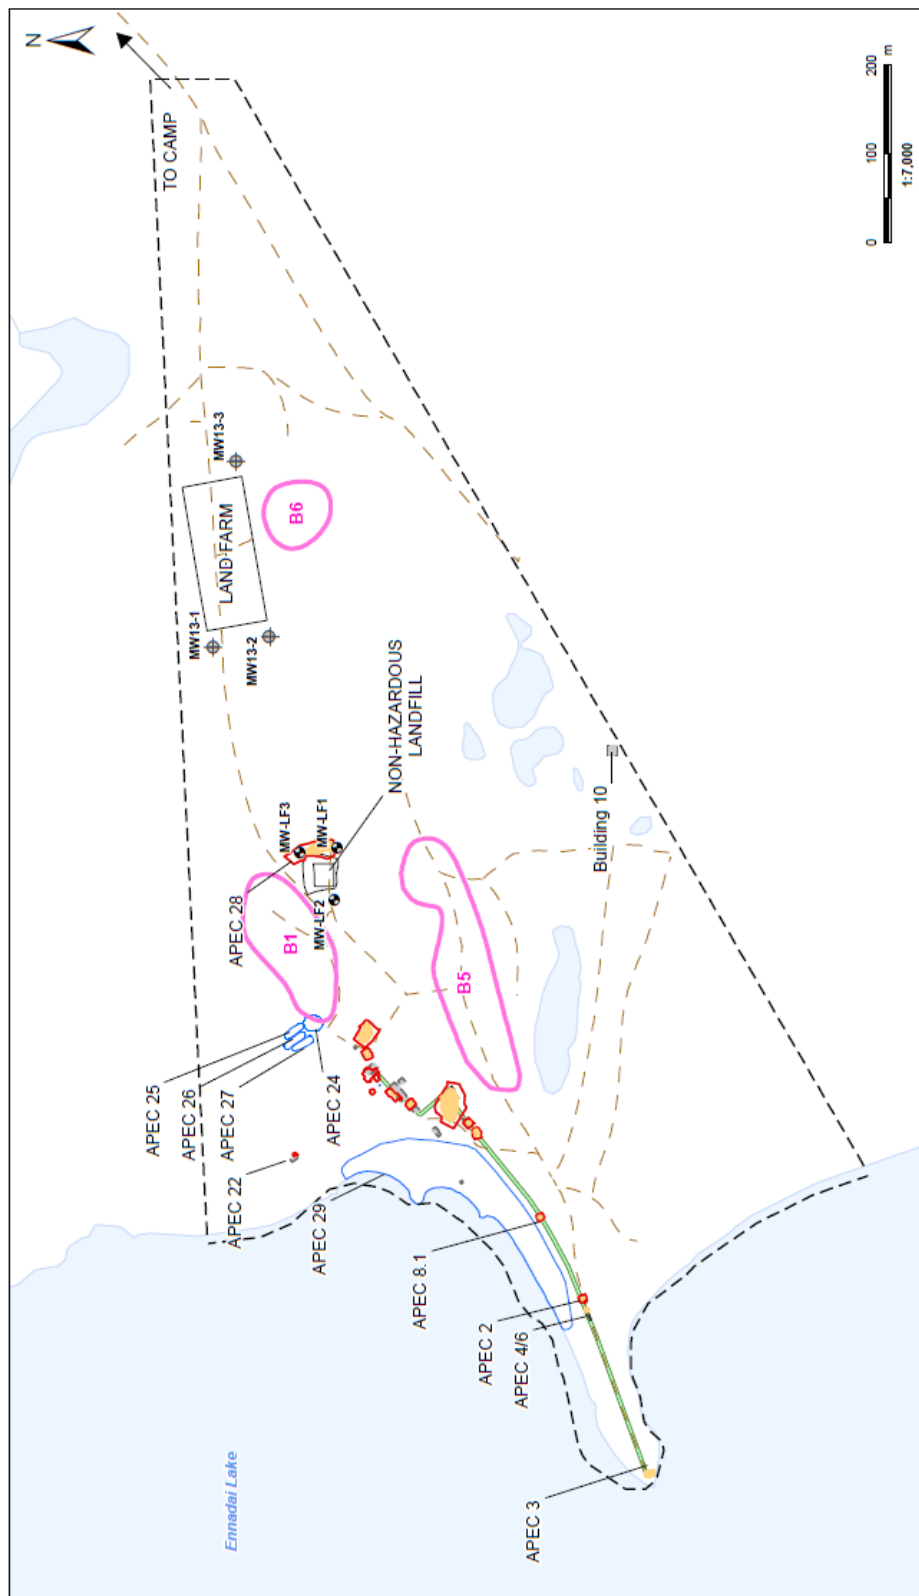 N
TO CAMP
0
100
200
m
1:7,000
MW13-3
LAND FARM
B6
MW13-1
MW13-2
NON-HAZARDOUS
LANDFILL
MW-LF3
MW-LF1
MW-LF2
APEC 28
B1
B5
Building 10
APEC 25
APEC 26
APEC 27
APEC 24
APEC 22
APEC 29
APEC 8.1
APEC 2
APEC 4/6
APEC 3
Ennadai Lake